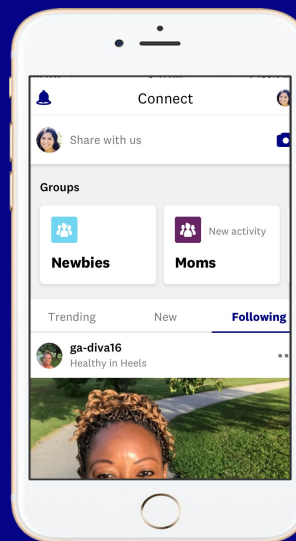 Connect
Share with us
Groups
New activity
Newbies
Moms
Trending New Following
ga-diva16
Healthy in Heels